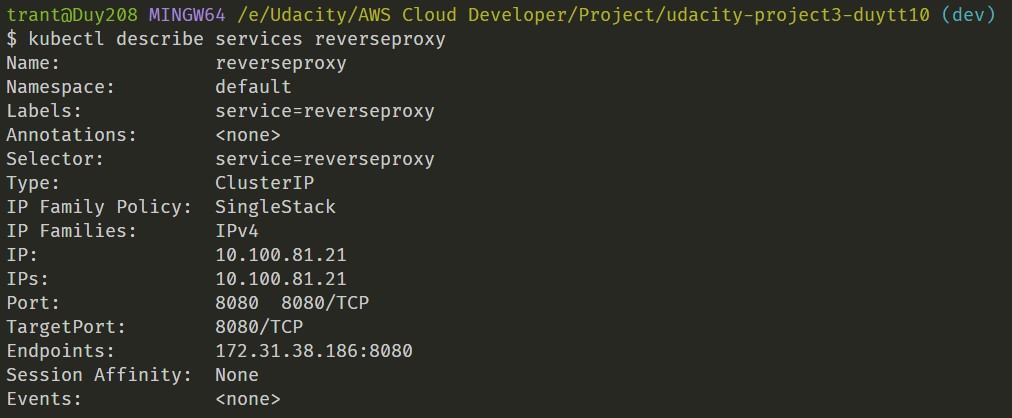 trant@Duy208 MINGW64 /e/Udacity/AWS Cloud Developer/Project/udacity-project3-duytt10 (dev)
$ kubectl describe services reverseproxy
Name:              reverseproxy
Namespace:         default
Labels:            service=reverseproxy
Annotations:       <none>
Selector:          service=reverseproxy
Type:              ClusterIP
IP Family Policy:  SingleStack
IP Families:       IPv4
IP:                10.100.81.21
IPs:               10.100.81.21
Port:              8080  8080/TCP
TargetPort:        8080/TCP
Endpoints:         172.31.38.186:8080
Session Affinity:  None
Events:            <none>